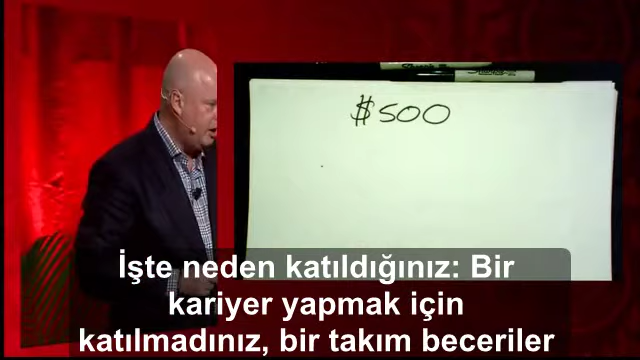 $500
İşte neden katıldığınız: Bir
kariyer yapmak için
katılmadınız, bir takım beceriler